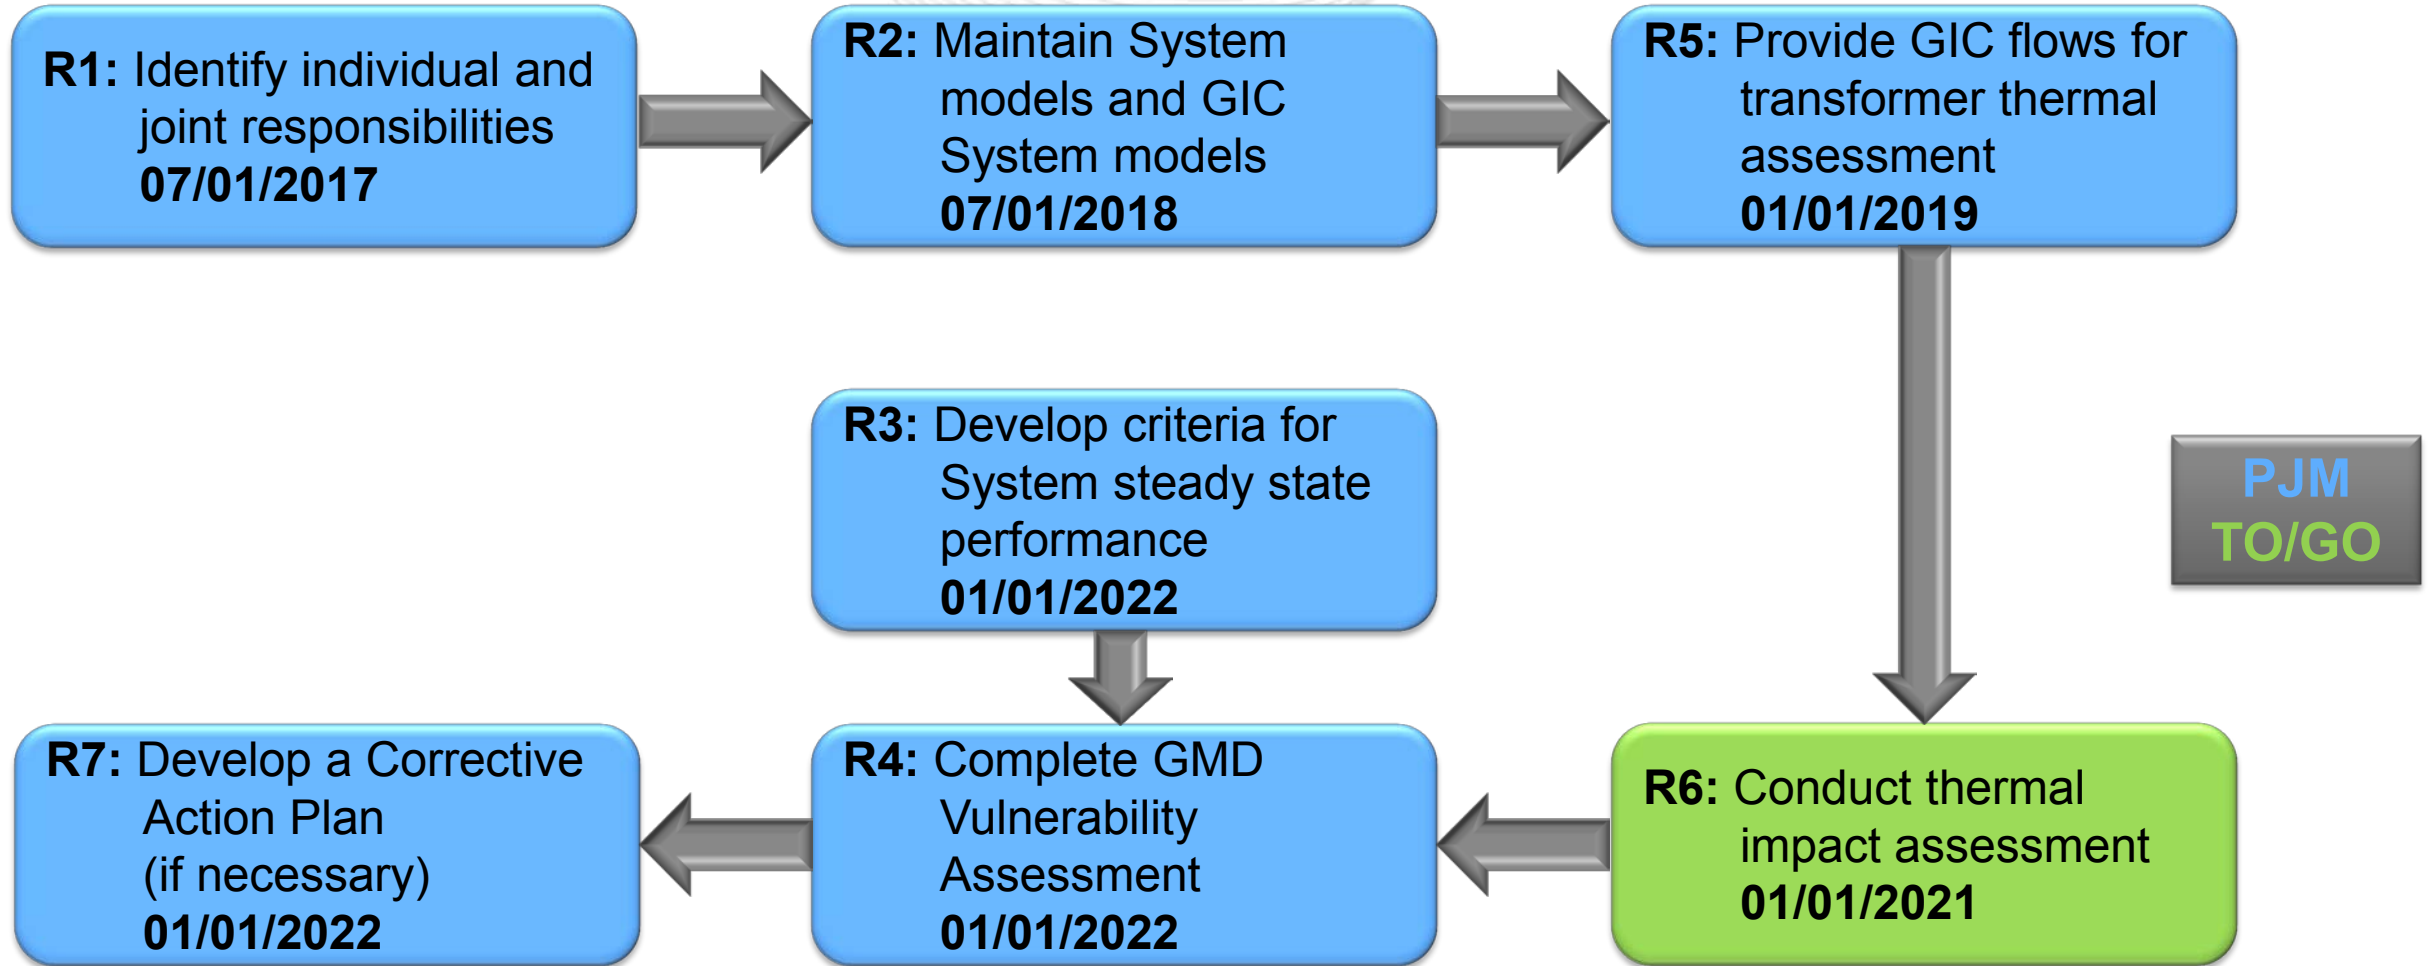 R1: Identify individual and
joint responsibilities
07/01/2017
R2: Maintain System
models and GIC
System models
07/01/2018
R5: Provide GIC flows for
transformer thermal
assessment
01/01/2019
R3: Develop criteria for
System steady state
performance
01/01/2022
PJM
TO/GO
R7: Develop a Corrective
Action Plan
(if necessary)
01/01/2022
R4: Complete GMD
Vulnerability
Assessment
01/01/2022
R6: Conduct thermal
impact assessment
01/01/2021